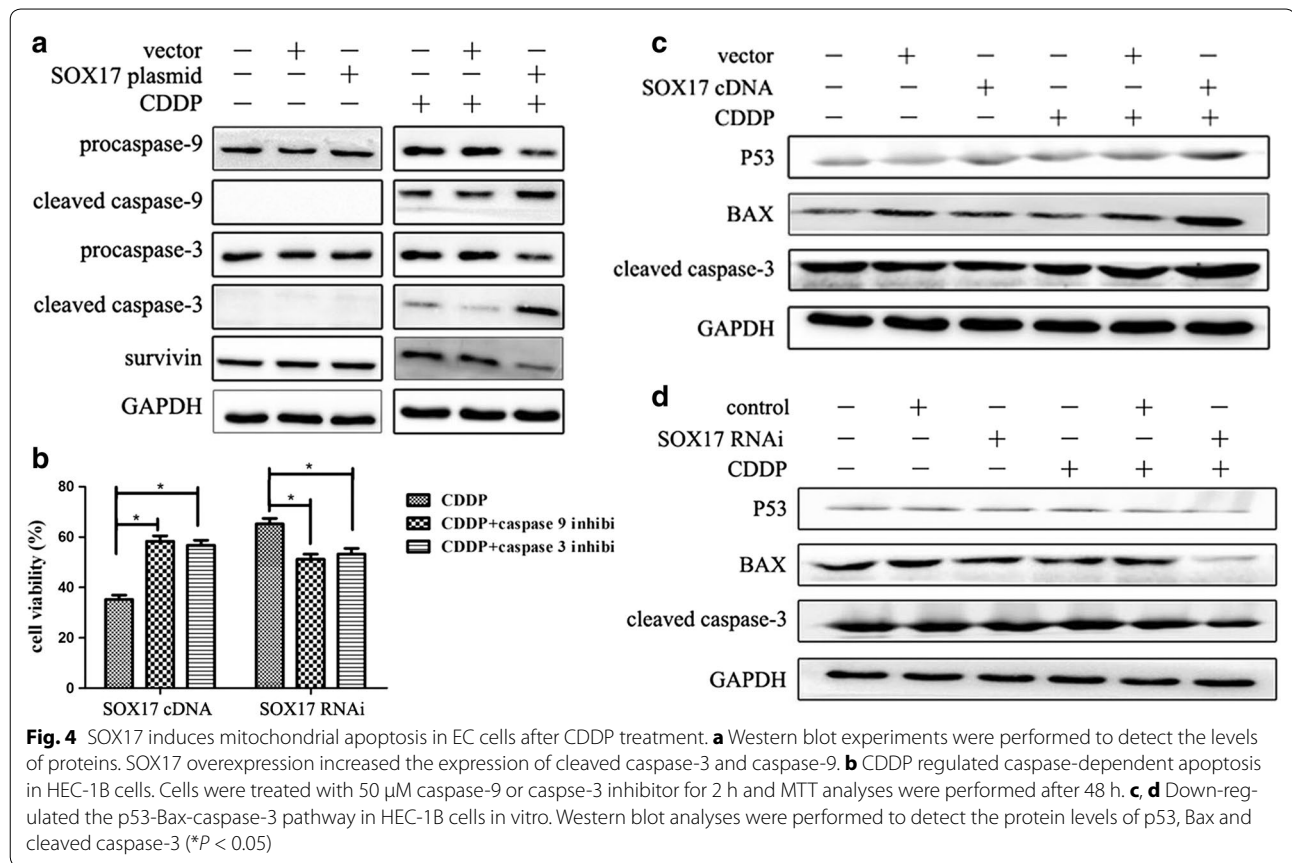 a
vector − + − − + −
SOX17 plasmid − − + − − +
CDDP − − − + + +
procaspase-9
cleaved caspase-9
procaspase-3
cleaved caspase-3
survivin
GAPDH
b
cell viability (%)
80
60
40
20
0
* * * *
SOX17 cDNA SOX17 RNAi
CDDP
CDDP+caspase 9 inhibi
CDDP+caspase 3 inhibi
c
vector − + − − + −
SOX17 cDNA − − + − − +
CDDP − − − + + +
P53
BAX
cleaved caspase-3
GAPDH
d
control − + − − + −
SOX17 RNAi − − + − − +
CDDP − − − + + +
P53
BAX
cleaved caspase-3
GAPDH
Fig. 4 SOX17 induces mitochondrial apoptosis in EC cells after CDDP treatment. a Western blot experiments were performed to detect the levels
of proteins. SOX17 overexpression increased the expression of cleaved caspase-3 and caspase-9. b CDDP regulated caspase-dependent apoptosis
in HEC-1B cells. Cells were treated with 50 μM caspase-9 or caspse-3 inhibitor for 2 h and MTT analyses were performed after 48 h. c, d Down-reg-
ulated the p53-Bax-caspase-3 pathway in HEC-1B cells in vitro. Western blot analyses were performed to detect the protein levels of p53, Bax and
cleaved caspase-3 (*P < 0.05)